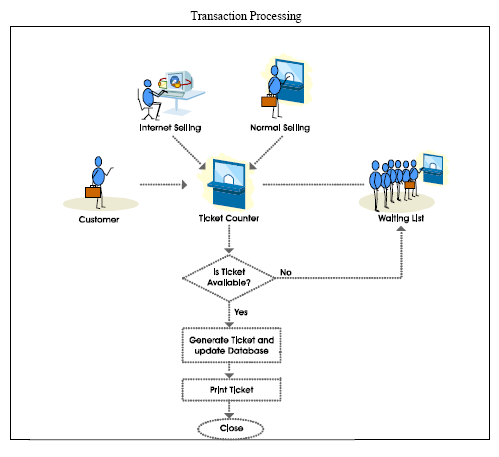 Transaction Processing
Internet Selling
Normal Selling
Customer
Ticket Counter
Waiting List
Is Ticket
Available?
No
Yes
Generate Ticket and
update Database
Print Ticket
Close